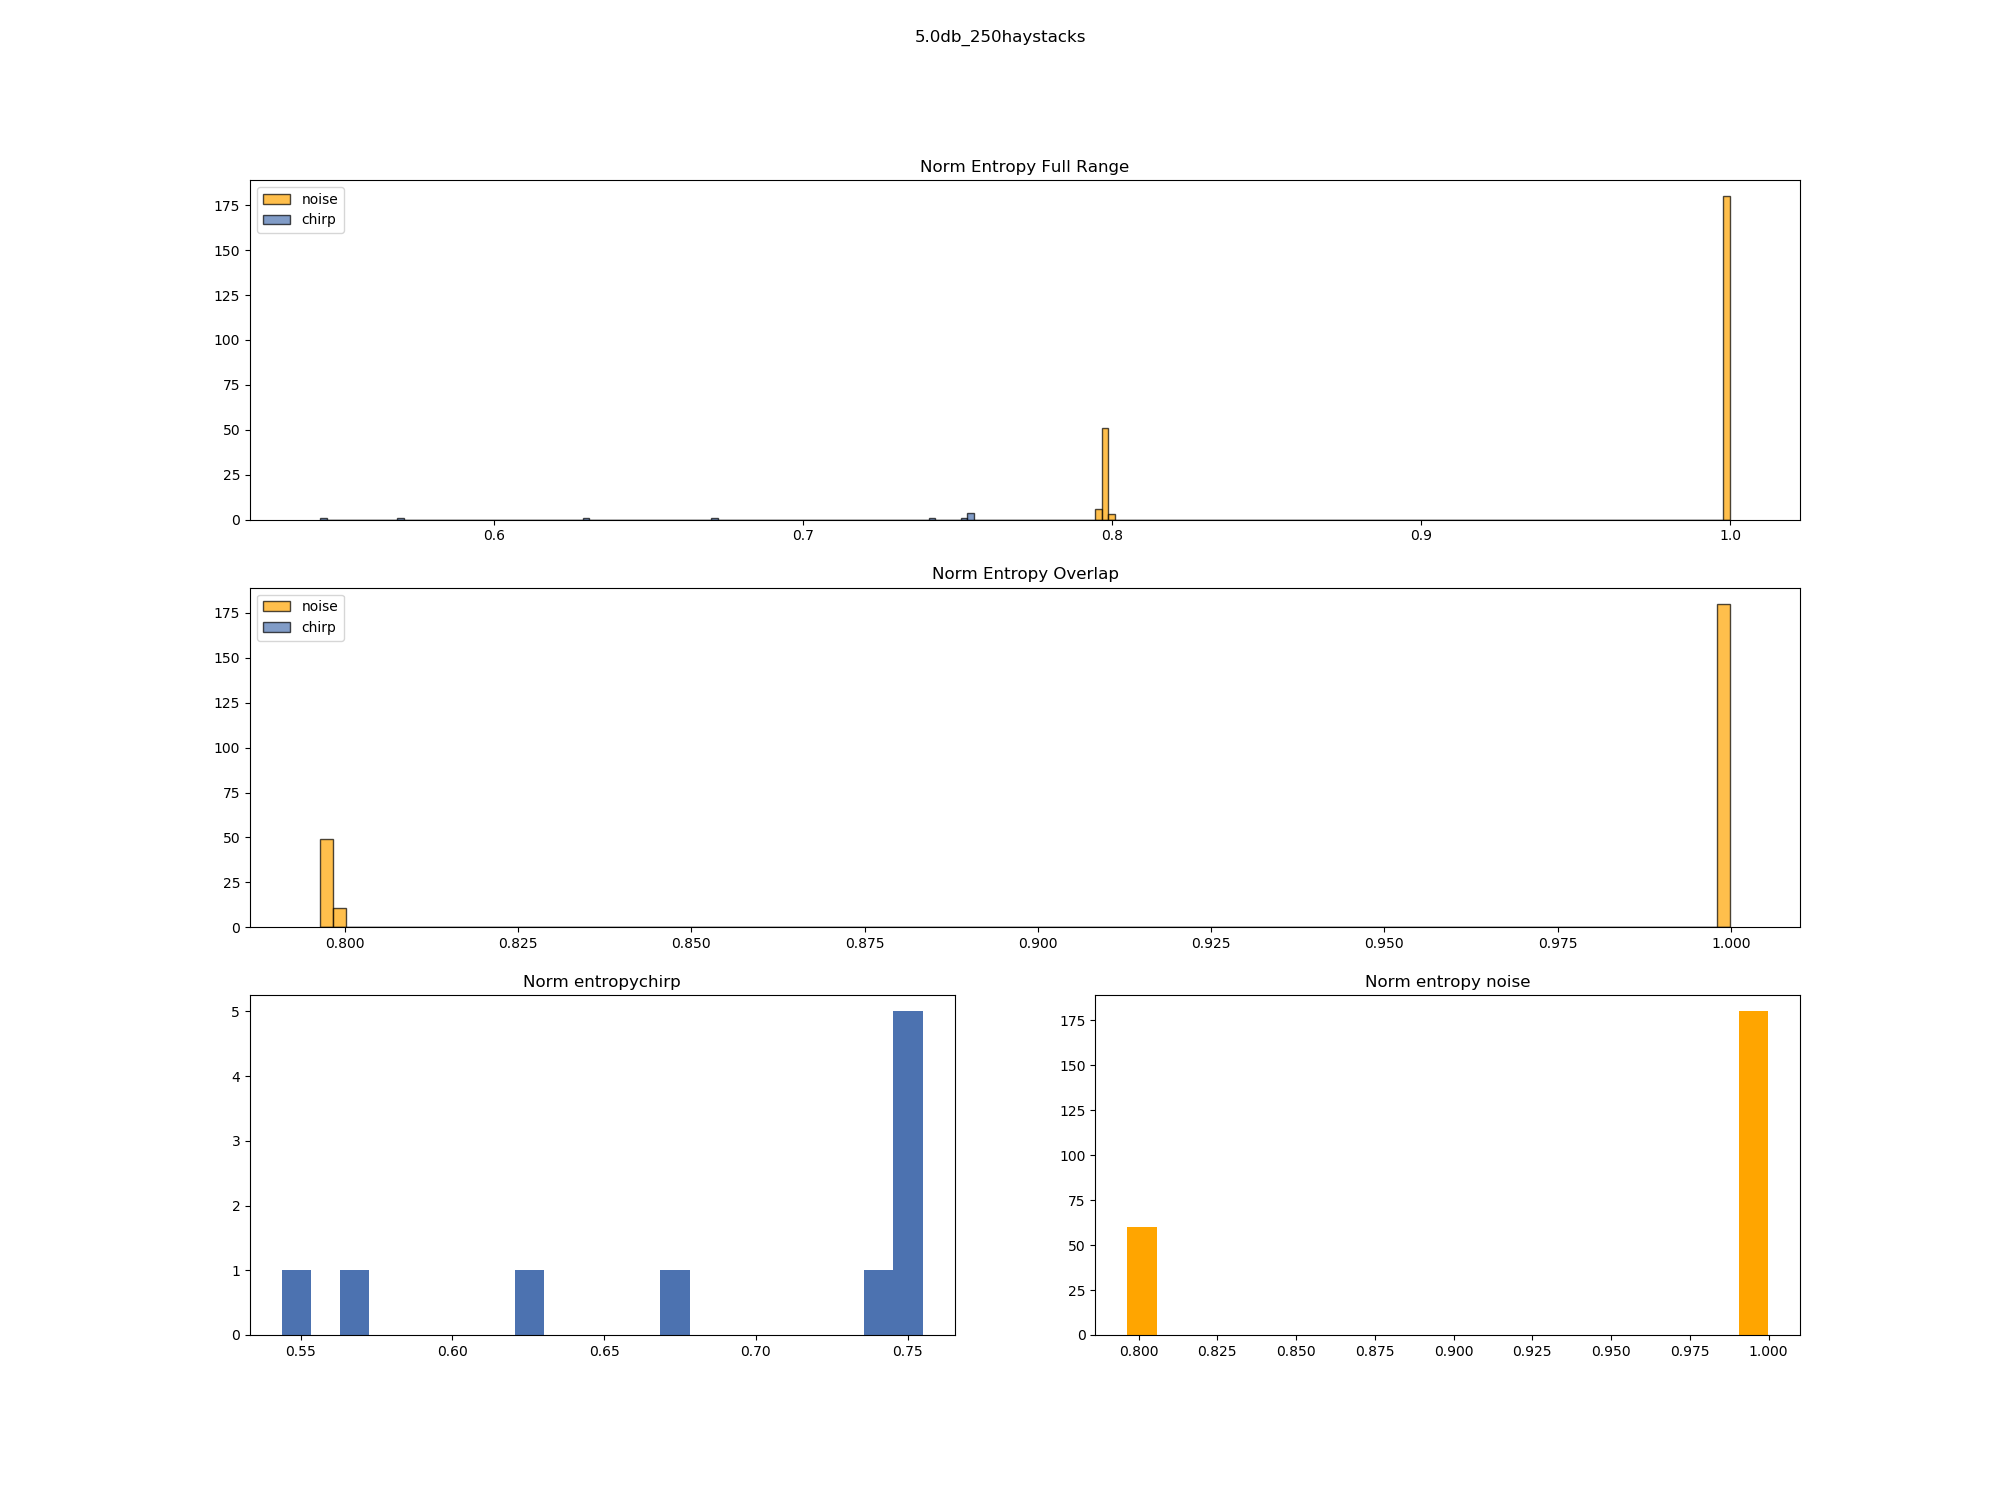 5.0db_250haystacks
Norm Entropy Full Range
noise
chirp
175
150
125
100
75
50
25
0
0.6 0.7 0.8 0.9 1.0
Norm Entropy Overlap
noise
chirp
175
150
125
100
75
50
25
0
0.800 0.825 0.850 0.875 0.900 0.925 0.950 0.975 1.000
Norm entropychirp
5
4
3
2
1
0
0.55 0.60 0.65 0.70 0.75
Norm entropy noise
175
150
125
100
75
50
25
0
0.800 0.825 0.850 0.875 0.900 0.925 0.950 0.975 1.000